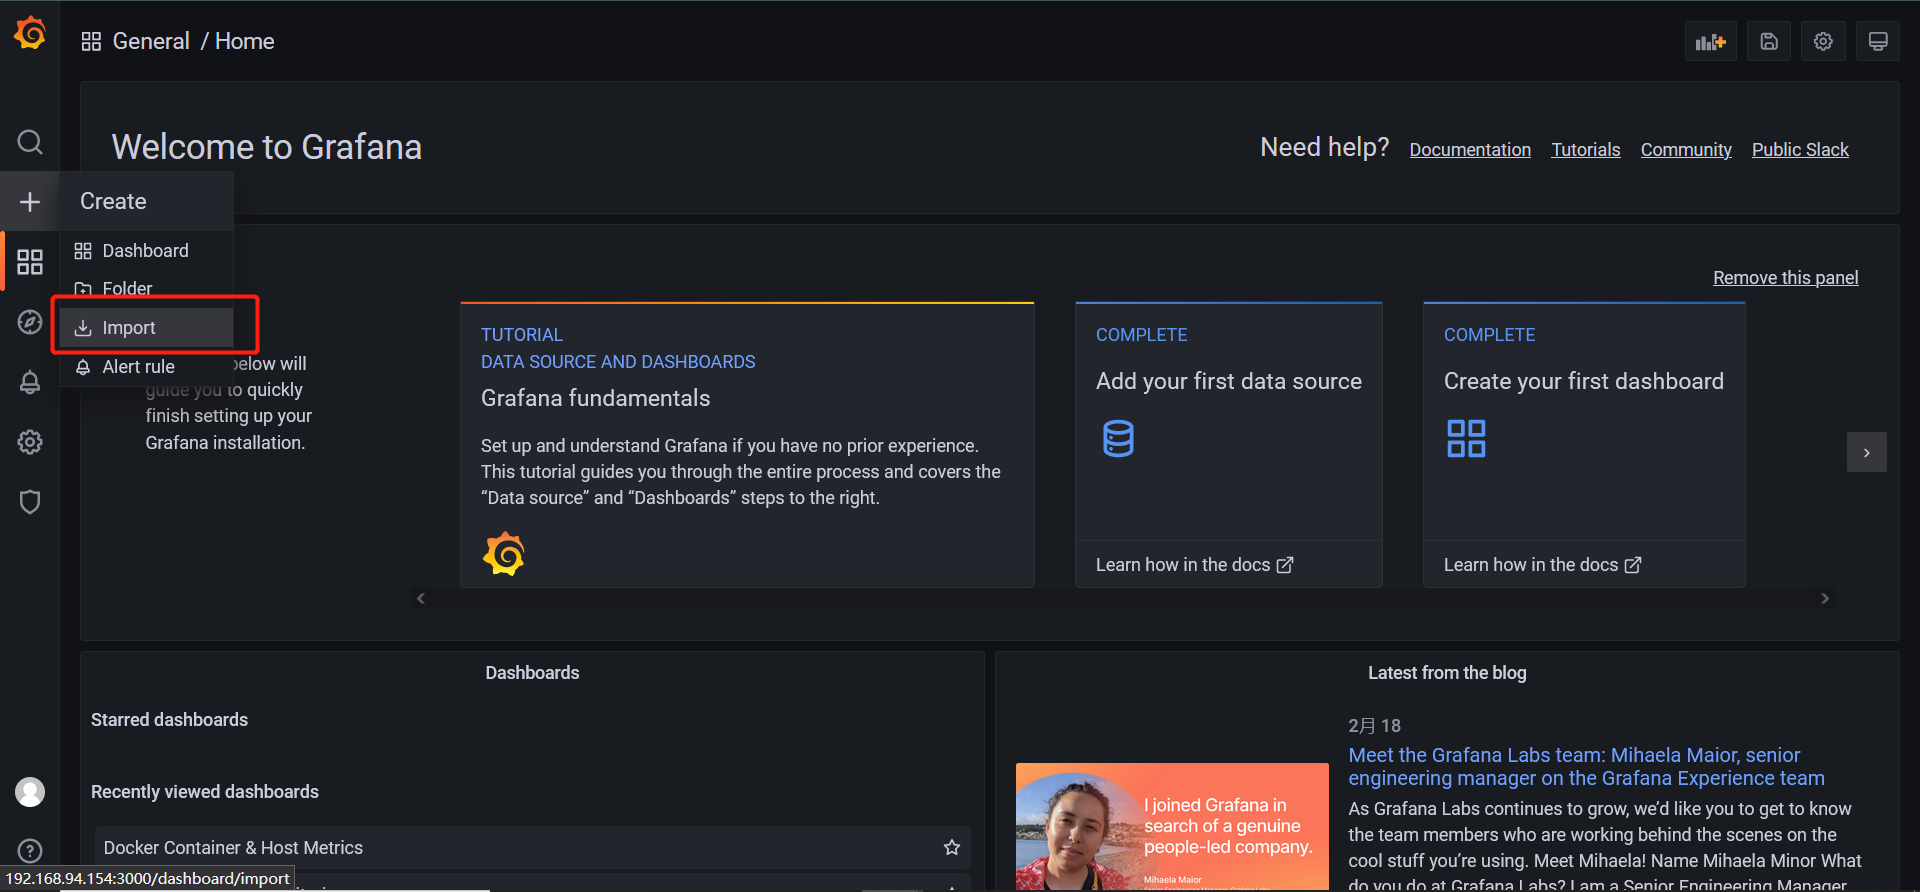 General / Home
Welcome to Grafana
Need help? Documentation Tutorials Community Public Slack
Create
Dashboard
Folder
Import
Alert rule
below will
guide you to quickly
finish setting up your
Grafana installation.
Remove this panel
TUTORIAL
DATA SOURCE AND DASHBOARDS
Grafana fundamentals
Set up and understand Grafana if you have no prior experience.
This tutorial guides you through the entire process and covers the
“Data source” and “Dashboards” steps to the right.
COMPLETE
Add your first data source
Learn how in the docs
COMPLETE
Create your first dashboard
Learn how in the docs
Dashboards
Starred dashboards
Recently viewed dashboards
Docker Container & Host Metrics
Latest from the blog
2月 18
Meet the Grafana Labs team: Mihaela Maior, senior
engineering manager on the Grafana Experience team
As Grafana Labs continues to grow, we’d like you to get to know
the team members who are working behind the scenes on the
cool stuff you’re using. Meet Mihaela! Name Mihaela Minor What
do you do at Grafana Labs? I am a Senior Engineering Manager
I joined Grafana in
search of a genuine
people-led company.
Mihaela Maior
192.168.94.154:3000/dashboard/import